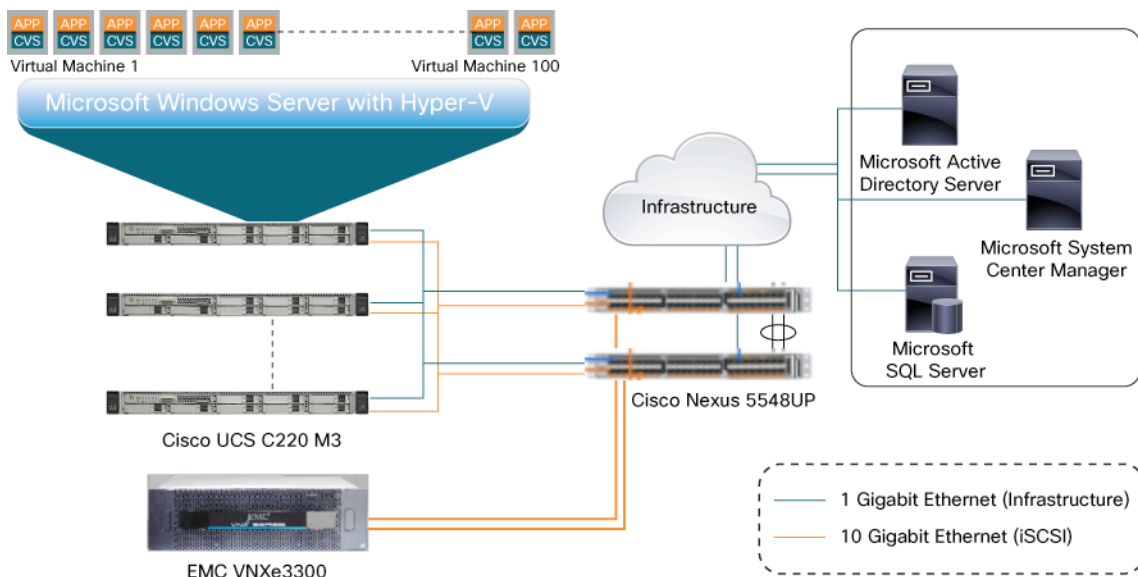 APP APP APP APP APP APP APP APP
CVS CVS CVS CVS CVS CVS CVS CVS
Virtual Machine 1
Virtual Machine 100
Microsoft Windows Server with Hyper-V
Infrastructure
Microsoft Active
Directory Server
Microsoft System
Center Manager
Microsoft
SQL Server
Cisco Nexus 5548UP
Cisco UCS C220 M3
EMC
VNX SERIES
EMC VNXe3300
1 Gigabit Ethernet (Infrastructure)
10 Gigabit Ethernet (iSCSI)